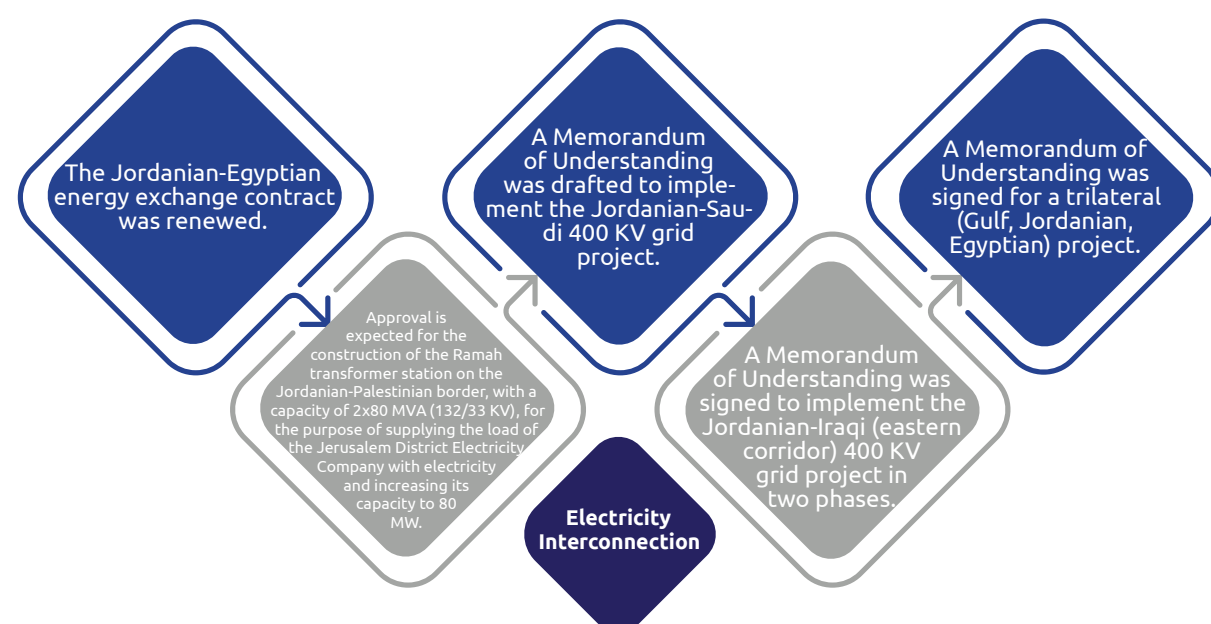 The Jordanian-Egyptian
energy exchange contract
was renewed.
Approval is
expected for the
construction of the Ramah
transformer station on the
Jordanian-Palestinian border, with a
capacity of 2x80 MVA (132/33 KV), for
the purpose of supplying the load of
the Jerusalem District Electricity
Company with electricity
and increasing its
capacity to 80
MW.
A Memorandum
of Understanding
was drafted to imple-
ment the Jordanian-Sau-
di 400 KV grid
project.
A Memorandum
of Understanding was
signed to implement the
Jordanian-Iraqi (eastern
corridor) 400 KV
grid project in
two phases.
A Memorandum of
Understanding was
signed for a trilateral
(Gulf, Jordanian,
Egyptian) project.
Electricity
Interconnection